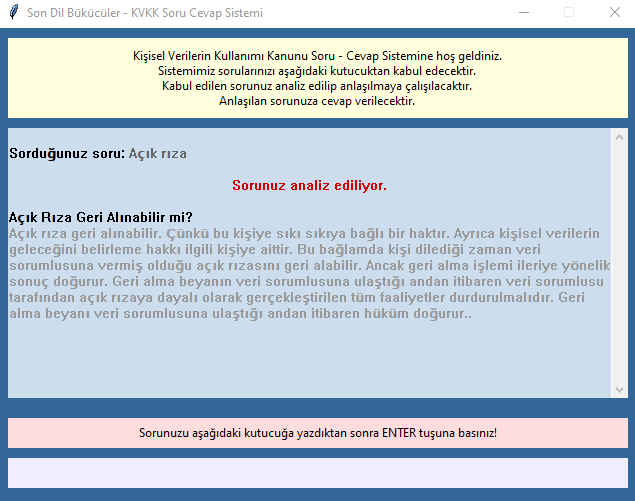 Son Dil Bükücüler - KVKK Soru Cevap Sistemi
Kişisel Verilerin Kullanımı Kanunu Soru - Cevap Sistemine hoş geldiniz.
Sistemimiz sorularınızı aşağıdaki kutucuktan kabul edecektir.
Kabul edilen sorunuz analiz edilip anlaşılmaya çalışılacaktır.
Anlaşılan sorunuza cevap verilecektir.
Sorduğunuz soru: Açık rıza
Sorunuz analiz ediliyor.
Açık Rıza Geri Alınabilir mi?
Açık rıza geri alınabilir. Çünkü bu kişiye sıkı sıkıya bağlı bir haktır. Ayrıca kişisel verilerin
geleceğini belirleme hakkı ilgili kişiye aittir. Bu bağlamda kişi dilediği zaman veri
sorumlusuna vermiş olduğu açık rızasını geri alabilir. Ancak geri alma işlemi ileriye yönelik
sonuç doğurur. Geri alma beyanın veri sorumlusuna ulaştığı andan itibaren veri sorumlusu
tarafından açık rızaya dayalı olarak gerçekleştirilen tüm faaliyetler durdurulmalıdır. Geri
alma beyanı veri sorumlusuna ulaştığı andan itibaren hüküm doğurur..
Sorunuzu aşağıdaki kutucuğa yazdıktan sonra ENTER tuşuna basınız!